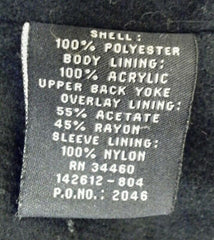 SHELL:
100% POLYESTER
BODY LINING:
100% ACRYLIC
UPPER BACK YOKE
OVERLAY LINING:
55% ACETATE
45% RAYON
SLEEVE LINING:
100% NYLON
RN 34460
142612-804
P.O.NO.: 2046